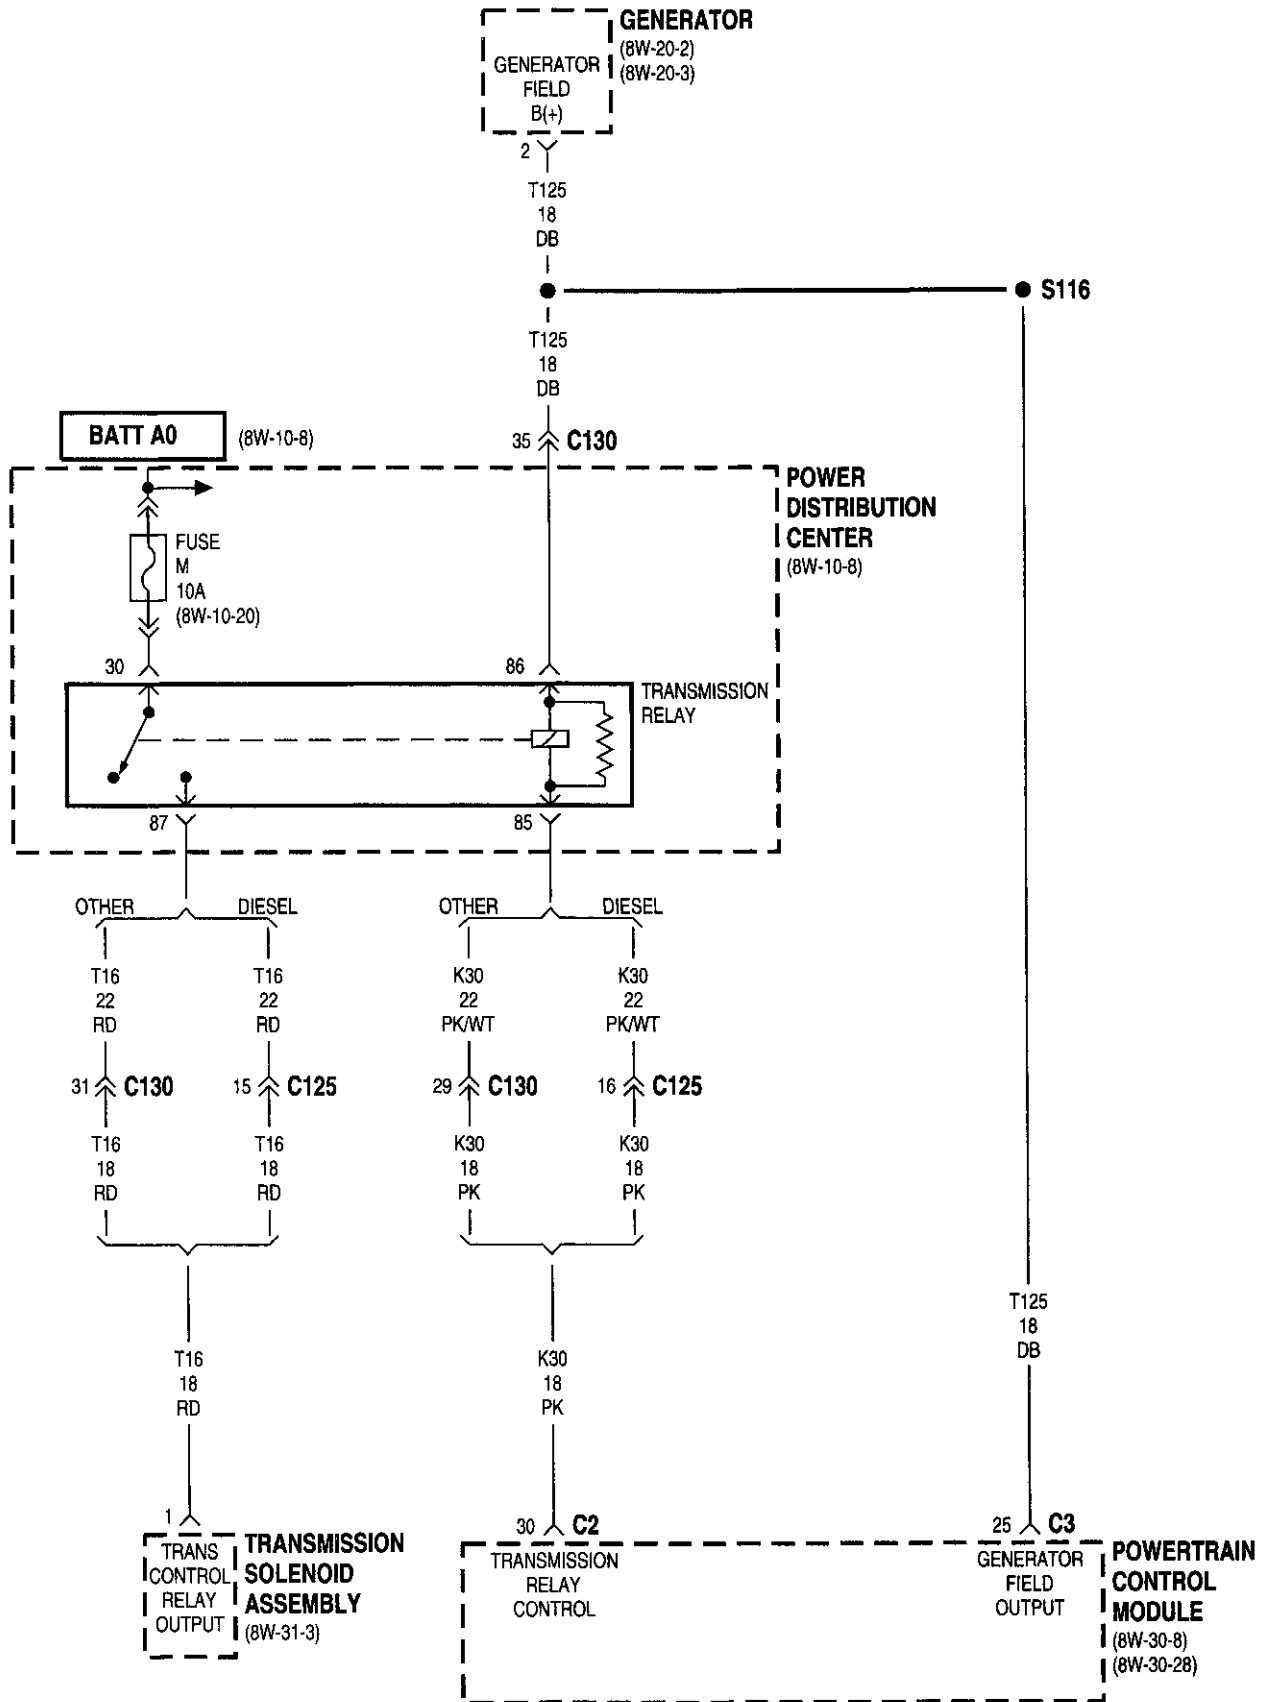 GENERATOR
(8W-20-2)
(8W-20-3)
GENERATOR
FIELD
B(+)
2
T125
18
DB
S116
T125
18
DB
BATT A0
(8W-10-8)
35
C130
POWER
DISTRIBUTION
CENTER
(8W-10-8)
FUSE
M
10A
(8W-10-20)
30
86
TRANSMISSION
RELAY
87
85
OTHER
DIESEL
OTHER
DIESEL
T16
22
RD
T16
22
RD
K30
22
PK/WT
K30
22
PK/WT
31
C130
15
C125
29
C130
16
C125
T16
18
RD
T16
18
RD
K30
18
PK
K30
18
PK
T125
18
DB
T16
18
RD
K30
18
PK
1
30
C2
25
C3
TRANS
CONTROL
RELAY
OUTPUT
TRANSMISSION
SOLENOID
ASSEMBLY
(8W-31-3)
TRANSMISSION
RELAY
CONTROL
GENERATOR
FIELD
OUTPUT
POWERTRAIN
CONTROL
MODULE
(8W-30-8)
(8W-30-28)